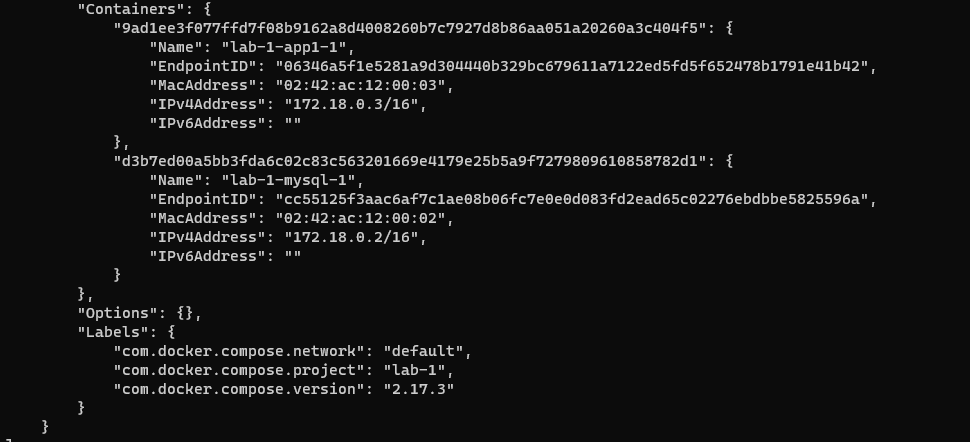 "Containers": {
"9ad1ee3f077ffd7f08b9162a8d4008260b7c7927d8b86aa051a20260a3c404f5": {
"Name": "lab-1-app1-1",
"EndpointID": "06346a5f1e5281a9d304440b329bc679611a7122ed5fd5f652478b1791e41b42",
"MacAddress": "02:42:ac:12:00:03",
"IPv4Address": "172.18.0.3/16",
"IPv6Address": ""
},
"d3b7ed00a5bb3fda6c02c83c563201669e4179e25b5a9f7279809610858782d1": {
"Name": "lab-1-mysql-1",
"EndpointID": "cc55125f3aac6af7c1ae08b06fc7e0e0d083fd2ead65c02276ebdbbe5825596a",
"MacAddress": "02:42:ac:12:00:02",
"IPv4Address": "172.18.0.2/16",
"IPv6Address": ""
}
},
"Options": {},
"Labels": {
"com.docker.compose.network": "default",
"com.docker.compose.project": "lab-1",
"com.docker.compose.version": "2.17.3"
}
}